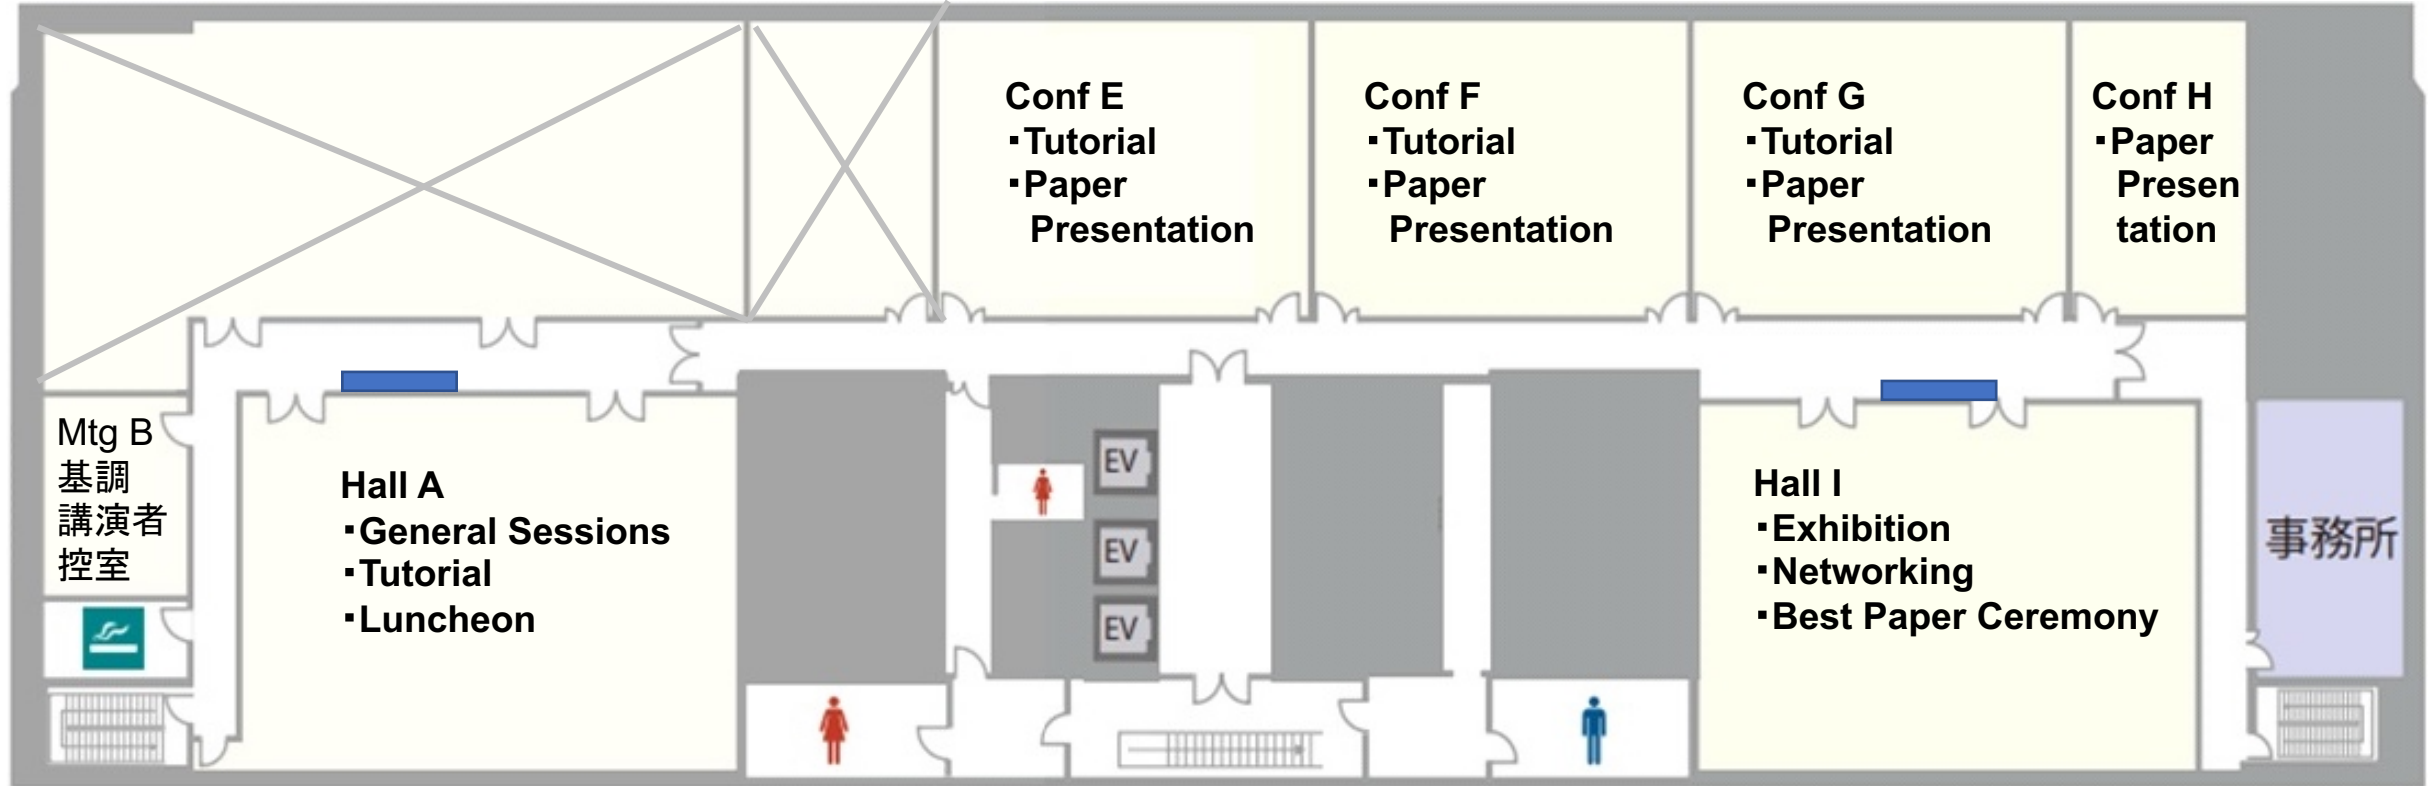 Conf E
・Tutorial
・Paper
Presentation
Conf F
・Tutorial
・Paper
Presentation
Conf G
・Tutorial
・Paper
Presentation
Conf H
・Paper
Presen
tation
Mtg B
基調
講演者
控室
Hall A
・General Sessions
・Tutorial
・Luncheon
EV
EV
EV
Hall I
・Exhibition
・Networking
・Best Paper Ceremony
事務所